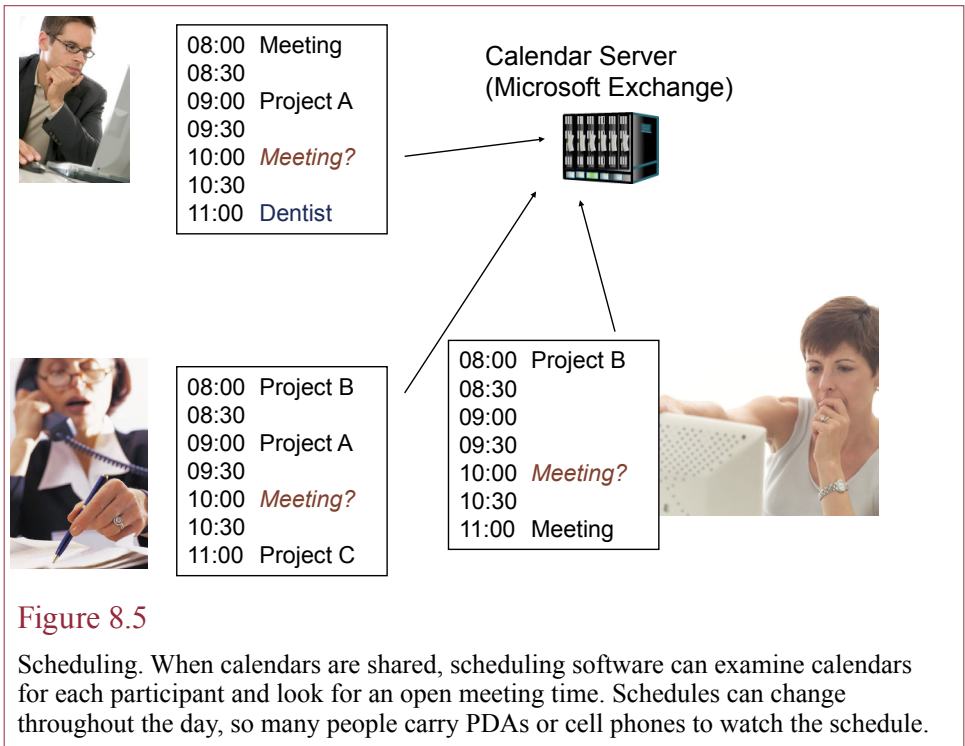 08:00 Meeting
08:30
09:00 Project A
09:30
10:00 Meeting?
10:30
11:00 Dentist
Calendar Server
(Microsoft Exchange)
08:00 Project B
08:30
09:00 Project A
09:30
10:00 Meeting?
10:30
11:00 Project C
08:00 Project B
08:30
09:00
09:30
10:00 Meeting?
10:30
11:00 Meeting
Figure 8.5
Scheduling. When calendars are shared, scheduling software can examine calendars
for each participant and look for an open meeting time. Schedules can change
throughout the day, so many people carry PDAs or cell phones to watch the schedule.